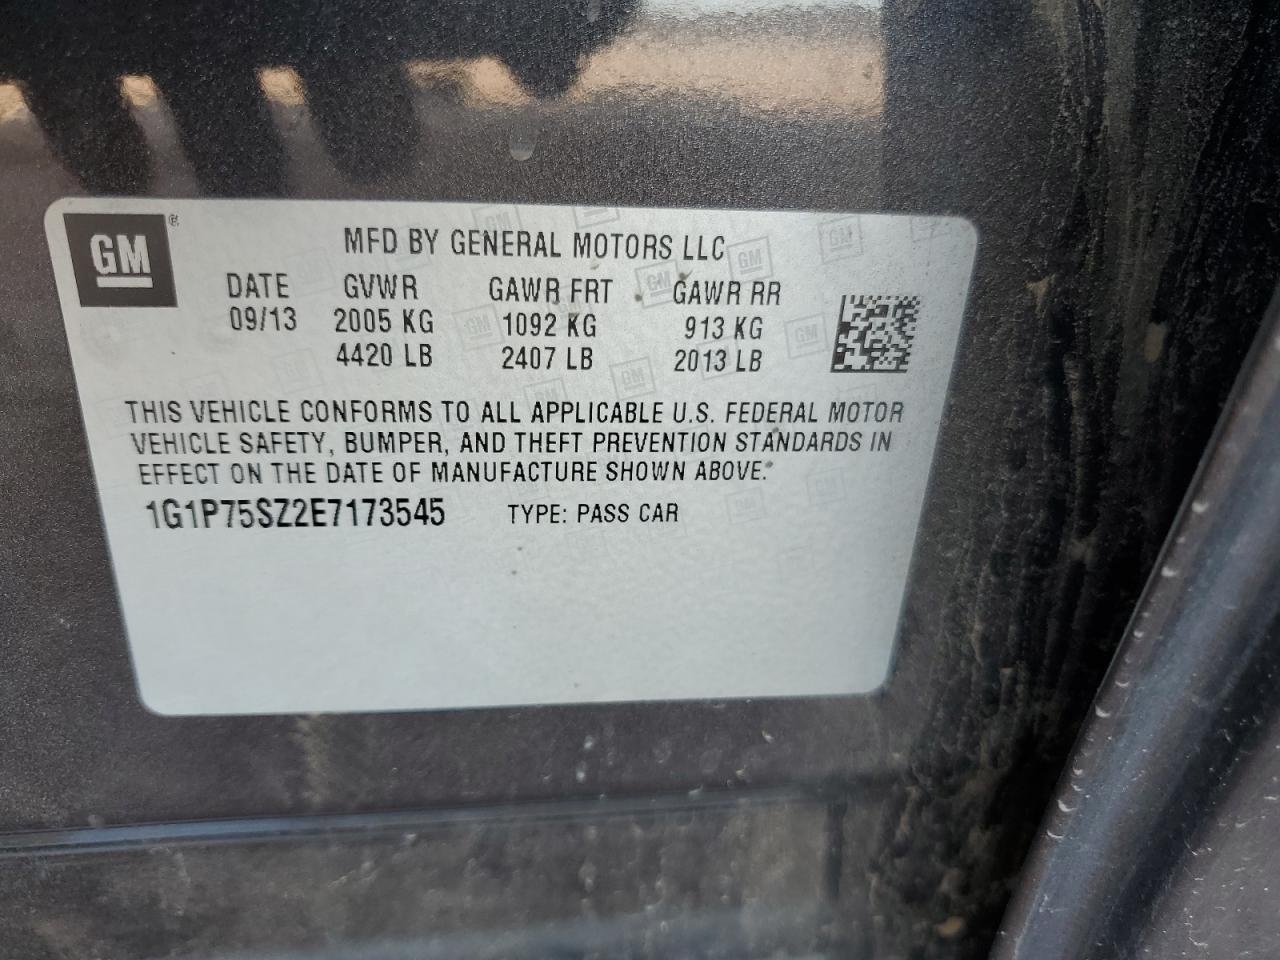 GM ®
MFD BY GENERAL MOTORS LLC
DATE GVWR GAWR FRT GAWR RR
09/13 2005 KG 1092 KG 913 KG
4420 LB 2407 LB 2013 LB
THIS VEHICLE CONFORMS TO ALL APPLICABLE U.S. FEDERAL MOTOR
VEHICLE SAFETY, BUMPER, AND THEFT PREVENTION STANDARDS IN
EFFECT ON THE DATE OF MANUFACTURE SHOWN ABOVE.
1G1P75SZ2E7173545 TYPE: PASS CAR